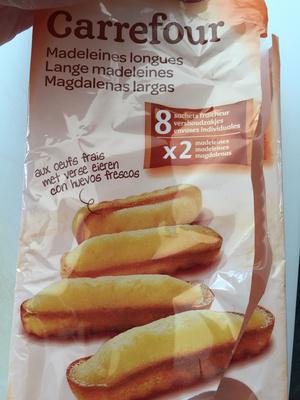 Carrefour
Madeleines longues
Lange madeleines
Magdalenas largas
8 sachets fraîcheur
vershoudzakjes
envases individuales
x2 madeleines
madeleines
magdalenas
aux oeufs frais
met verse eieren
con huevos frescos